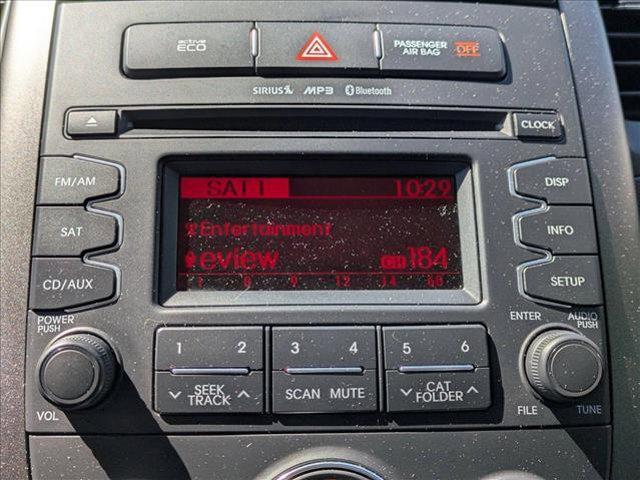 active
ECO
PASSENGER
AIR BAG OFF
SIRIUS MP3 Bluetooth
CLOCK
FM/AM
SAT
CD/AUX
SAT1 10:29
Entertainment
eview CH 184
DISP
INFO
SETUP
POWER
PUSH
VOL
1 2
3 4
5 6
SEEK
TRACK
SCAN MUTE
CAT
FOLDER
ENTER
AUDIO
PUSH
FILE
TUNE